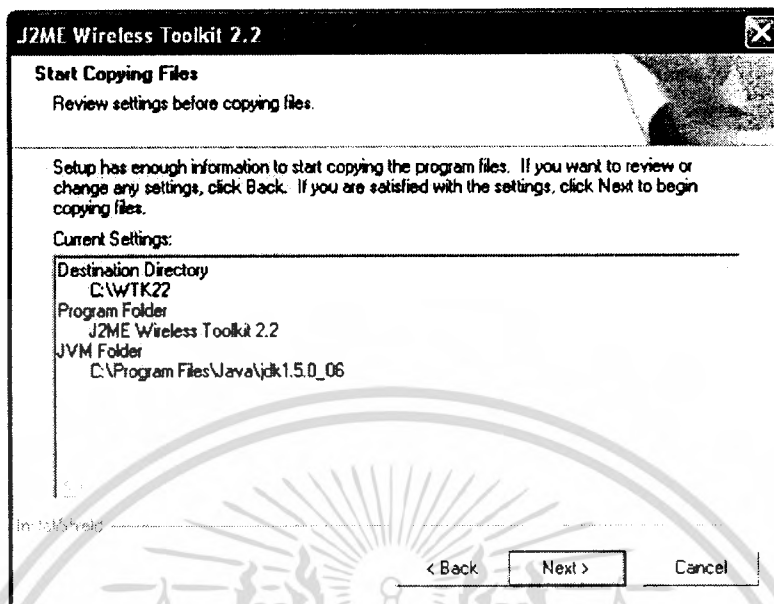 J2ME Wireless Toolkit 2.2
Start Copying Files
Review settings before copying files.
Setup has enough information to start copying the program files. If you want to review or
change any settings, click Back. If you are satisfied with the settings, click Next to begin
copying files.
Current Settings:
Destination Directory
C:\WTK22
Program Folder
J2ME Wireless Toolkit 2.2
JVM Folder
C:\Program Files\Java\jdk1.5.0_06
InstallShield
< Back
Next >
Cancel